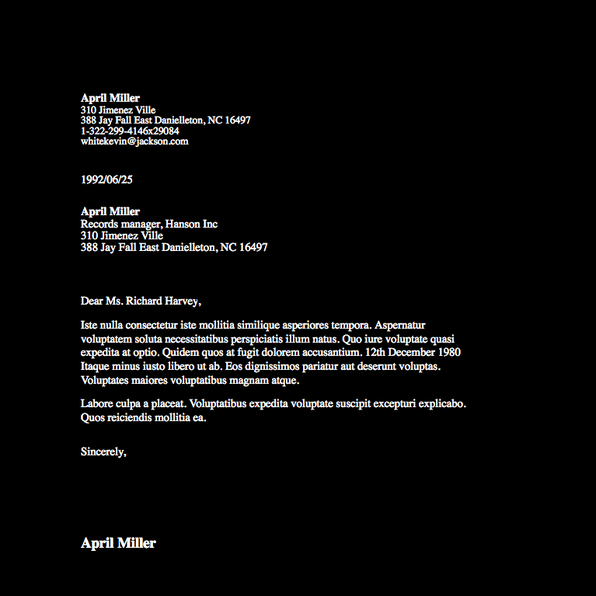 April Miller
310 Jimenez Ville
388 Jay Fall East Danielleton, NC 16497
1-322-299-4146x29084
whitekevin@jackson.com
1992/06/25
April Miller
Records manager, Hanson Inc
310 Jimenez Ville
388 Jay Fall East Danielleton, NC 16497
Dear Ms. Richard Harvey,
Iste nulla consectetur iste mollitia similique asperiores tempora. Aspernatur
voluptatem soluta necessitatibus perspiciatis illum natus. Quo iure voluptate quasi
expedita at optio. Quidem quos at fugit dolorem accusantium. 12th December 1980
Itaque minus iusto libero ut ab. Eos dignissimos pariatur aut deserunt voluptas.
Voluptates maiores voluptatibus magnam atque.
Labore culpa a placeat. Voluptatibus expedita voluptate suscipit excepturi explicabo.
Quos reiciendis mollitia ea.
Sincerely,
April Miller